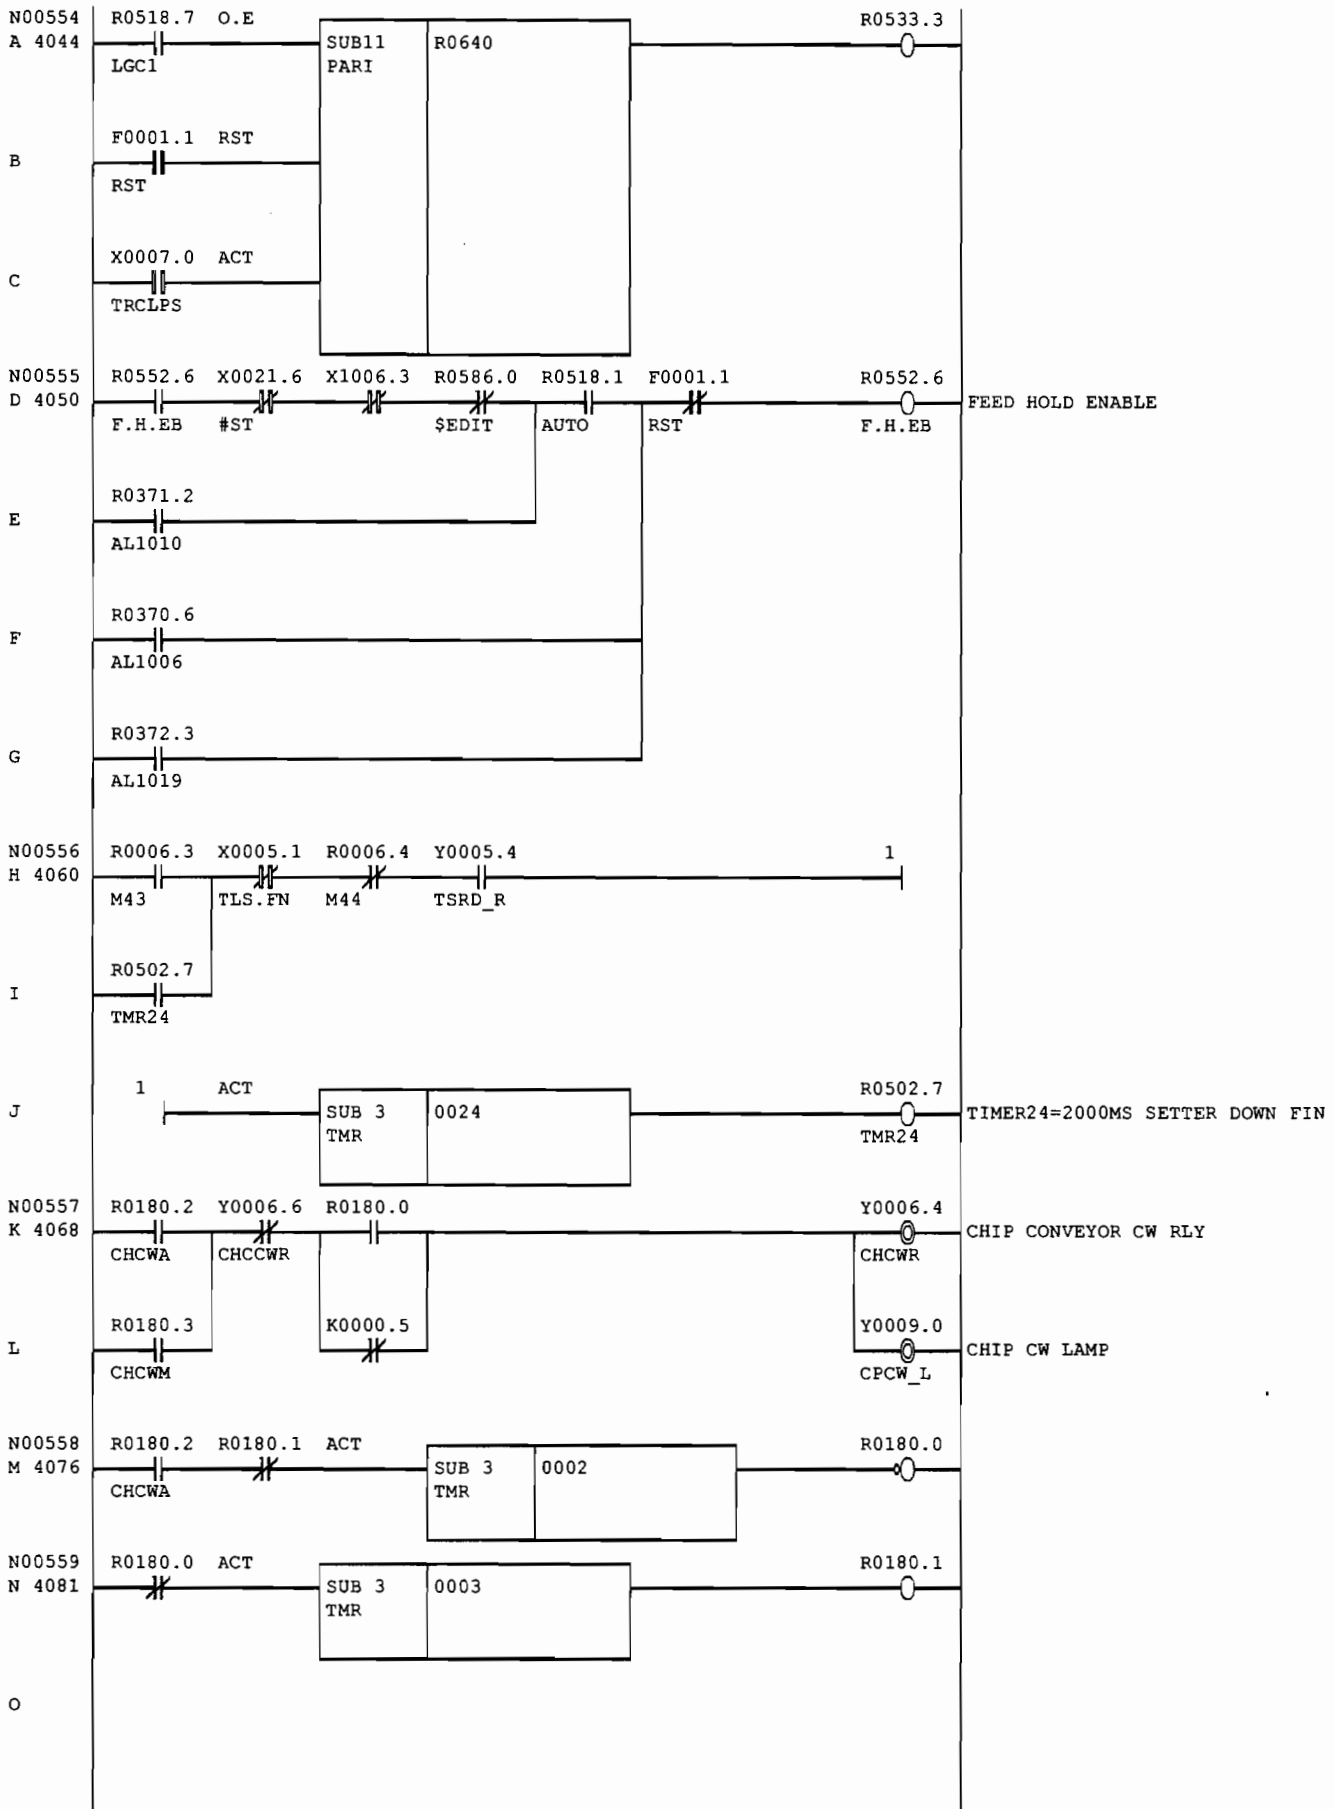 N00554 R0518.7 O.E R0533.3
A 4044 SUB11 R0640
LGC1 PARI
F0001.1 RST
B
RST
X0007.0 ACT
C
TRCLPS
N00555 R0552.6 X0021.6 X1006.3 R0586.0 R0518.1 F0001.1 R0552.6
D 4050 FEED HOLD ENABLE
F.H.EB #ST $EDIT AUTO RST F.H.EB
R0371.2
E
AL1010
R0370.6
F
AL1006
R0372.3
G
AL1019
N00556 R0006.3 X0005.1 R0006.4 Y0005.4 1
H 4060
M43 TLS.FN M44 TSRD_R
R0502.7
I
TMR24
1 ACT R0502.7
J SUB 3 0024 TIMER24=2000MS SETTER DOWN FIN
TMR TMR24
N00557 R0180.2 Y0006.6 R0180.0 Y0006.4
K 4068 CHIP CONVEYOR CW RLY
CHCWA CHCCWR CHCWR
R0180.3 K0000.5 Y0009.0
L CHIP CW LAMP
CHCWM CPCW_L
N00558 R0180.2 R0180.1 ACT R0180.0
M 4076 SUB 3 0002
CHCWA TMR
N00559 R0180.0 ACT R0180.1
N 4081 SUB 3 0003
TMR
O